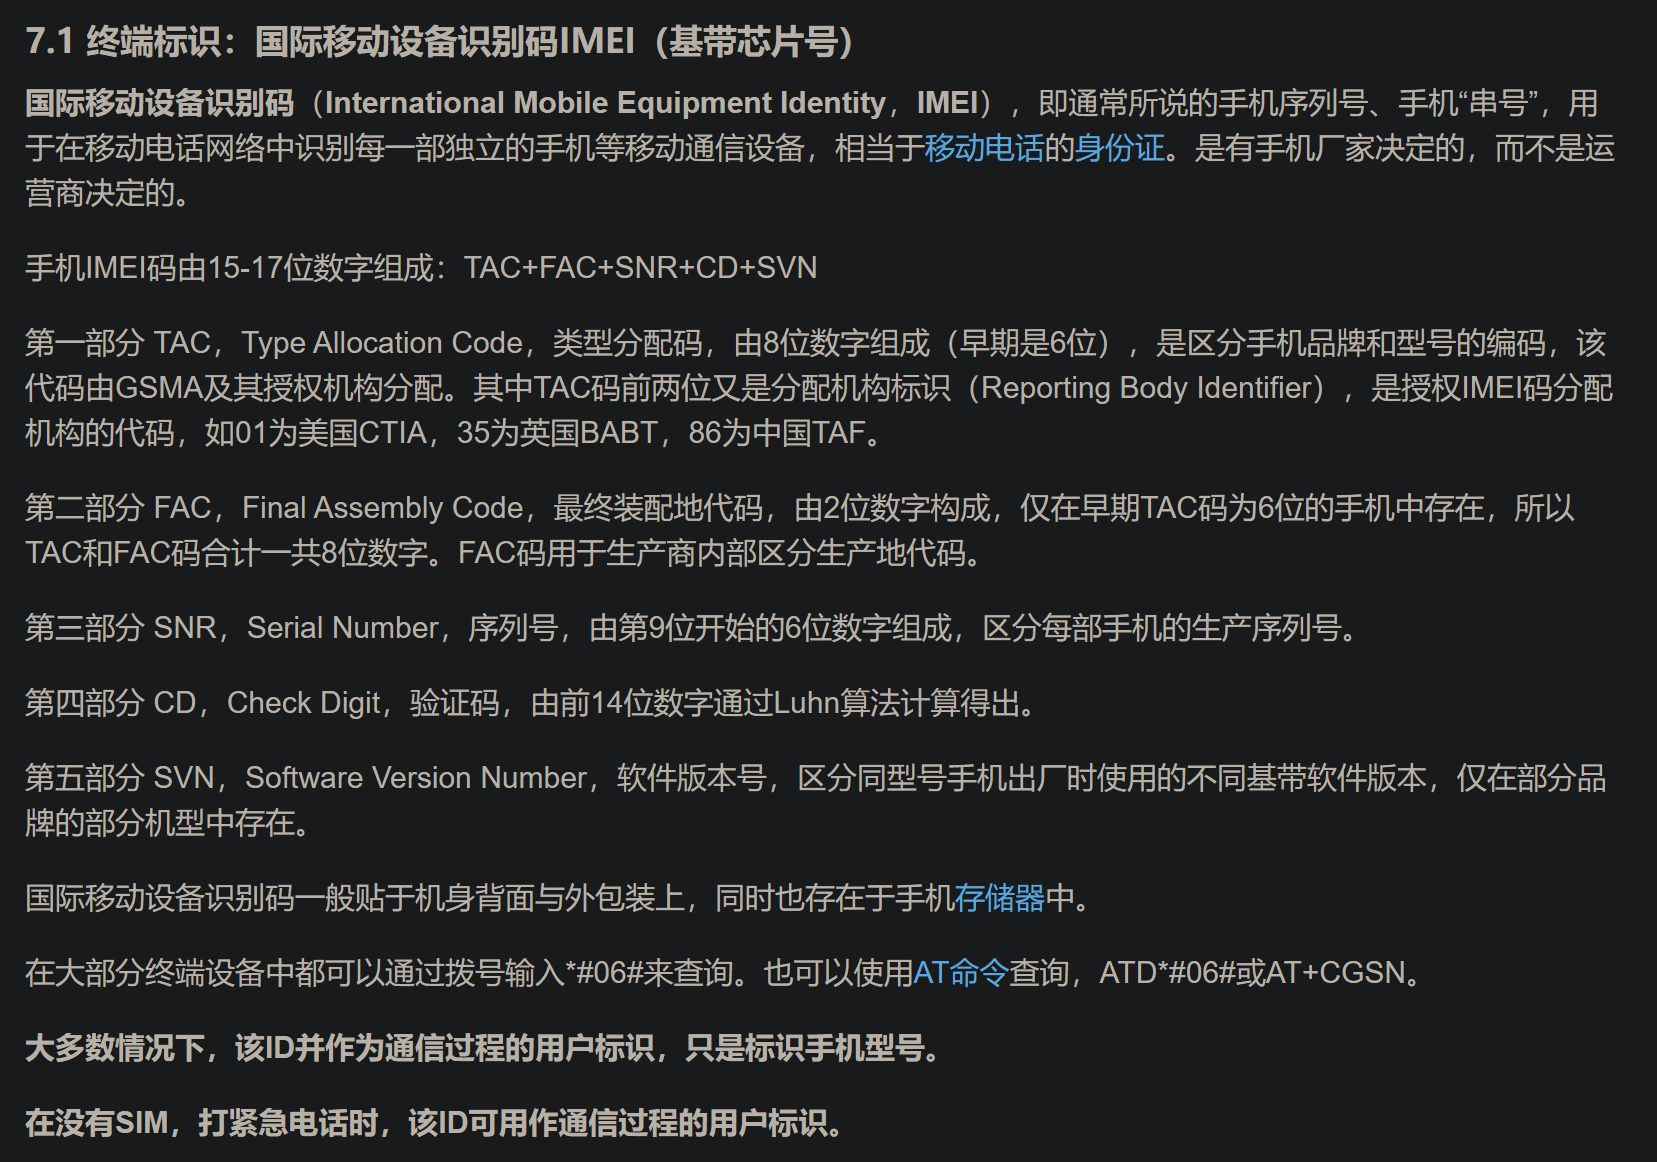 7.1 终端标识：国际移动设备识别码IMEI（基带芯片号）
国际移动设备识别码（International Mobile Equipment Identity，IMEI），即通常所说的手机序列号、手机“串号”，用
于在移动电话网络中识别每一部独立的手机等移动通信设备，相当于移动电话的身份证。是有手机厂家决定的，而不是运
营商决定的。
手机IMEI码由15-17位数字组成：TAC+FAC+SNR+CD+SVN
第一部分 TAC，Type Allocation Code，类型分配码，由8位数字组成（早期是6位），是区分手机品牌和型号的编码，该
代码由GSMA及其授权机构分配。其中TAC码前两位又是分配机构标识（Reporting Body Identifier），是授权IMEI码分配
机构的代码，如01为美国CTIA，35为英国BABT，86为中国TAF。
第二部分 FAC，Final Assembly Code，最终装配地代码，由2位数字构成，仅在早期TAC码为6位的手机中存在，所以
TAC和FAC码合计一共8位数字。FAC码用于生产商内部区分生产地代码。
第三部分 SNR，Serial Number，序列号，由第9位开始的6位数字组成，区分每部手机的生产序列号。
第四部分 CD，Check Digit，验证码，由前14位数字通过Luhn算法计算得出。
第五部分 SVN，Software Version Number，软件版本号，区分同型号手机出厂时使用的不同基带软件版本，仅在部分品
牌的部分机型中存在。
国际移动设备识别码一般贴于机身背面与外包装上，同时也存在于手机存储器中。
在大部分终端设备中都可以通过拨号输入*#06#来查询。也可以使用AT命令查询，ATD*#06#或AT+CGSN。
大多数情况下，该ID并作为通信过程的用户标识，只是标识手机型号。
在没有SIM，打紧急电话时，该ID可用作通信过程的用户标识。